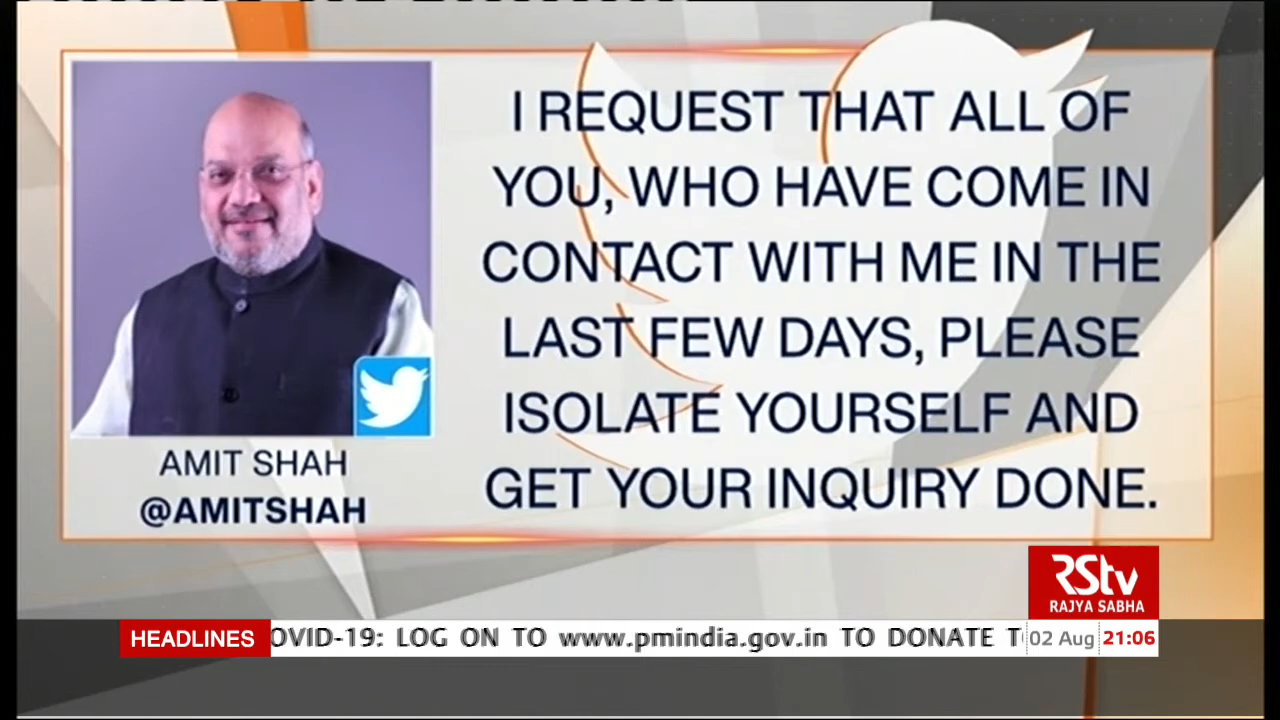 I REQUEST THAT ALL OF
YOU, WHO HAVE COME IN
CONTACT WITH ME IN THE
LAST FEW DAYS, PLEASE
ISOLATE YOURSELF AND
GET YOUR INQUIRY DONE.
AMIT SHAH
@AMITSHAH
RStv
RAJYA SABHA
HEADLINES OVID-19: LOG ON TO www.pmindia.gov.in TO DONATE T 02 Aug 21:06